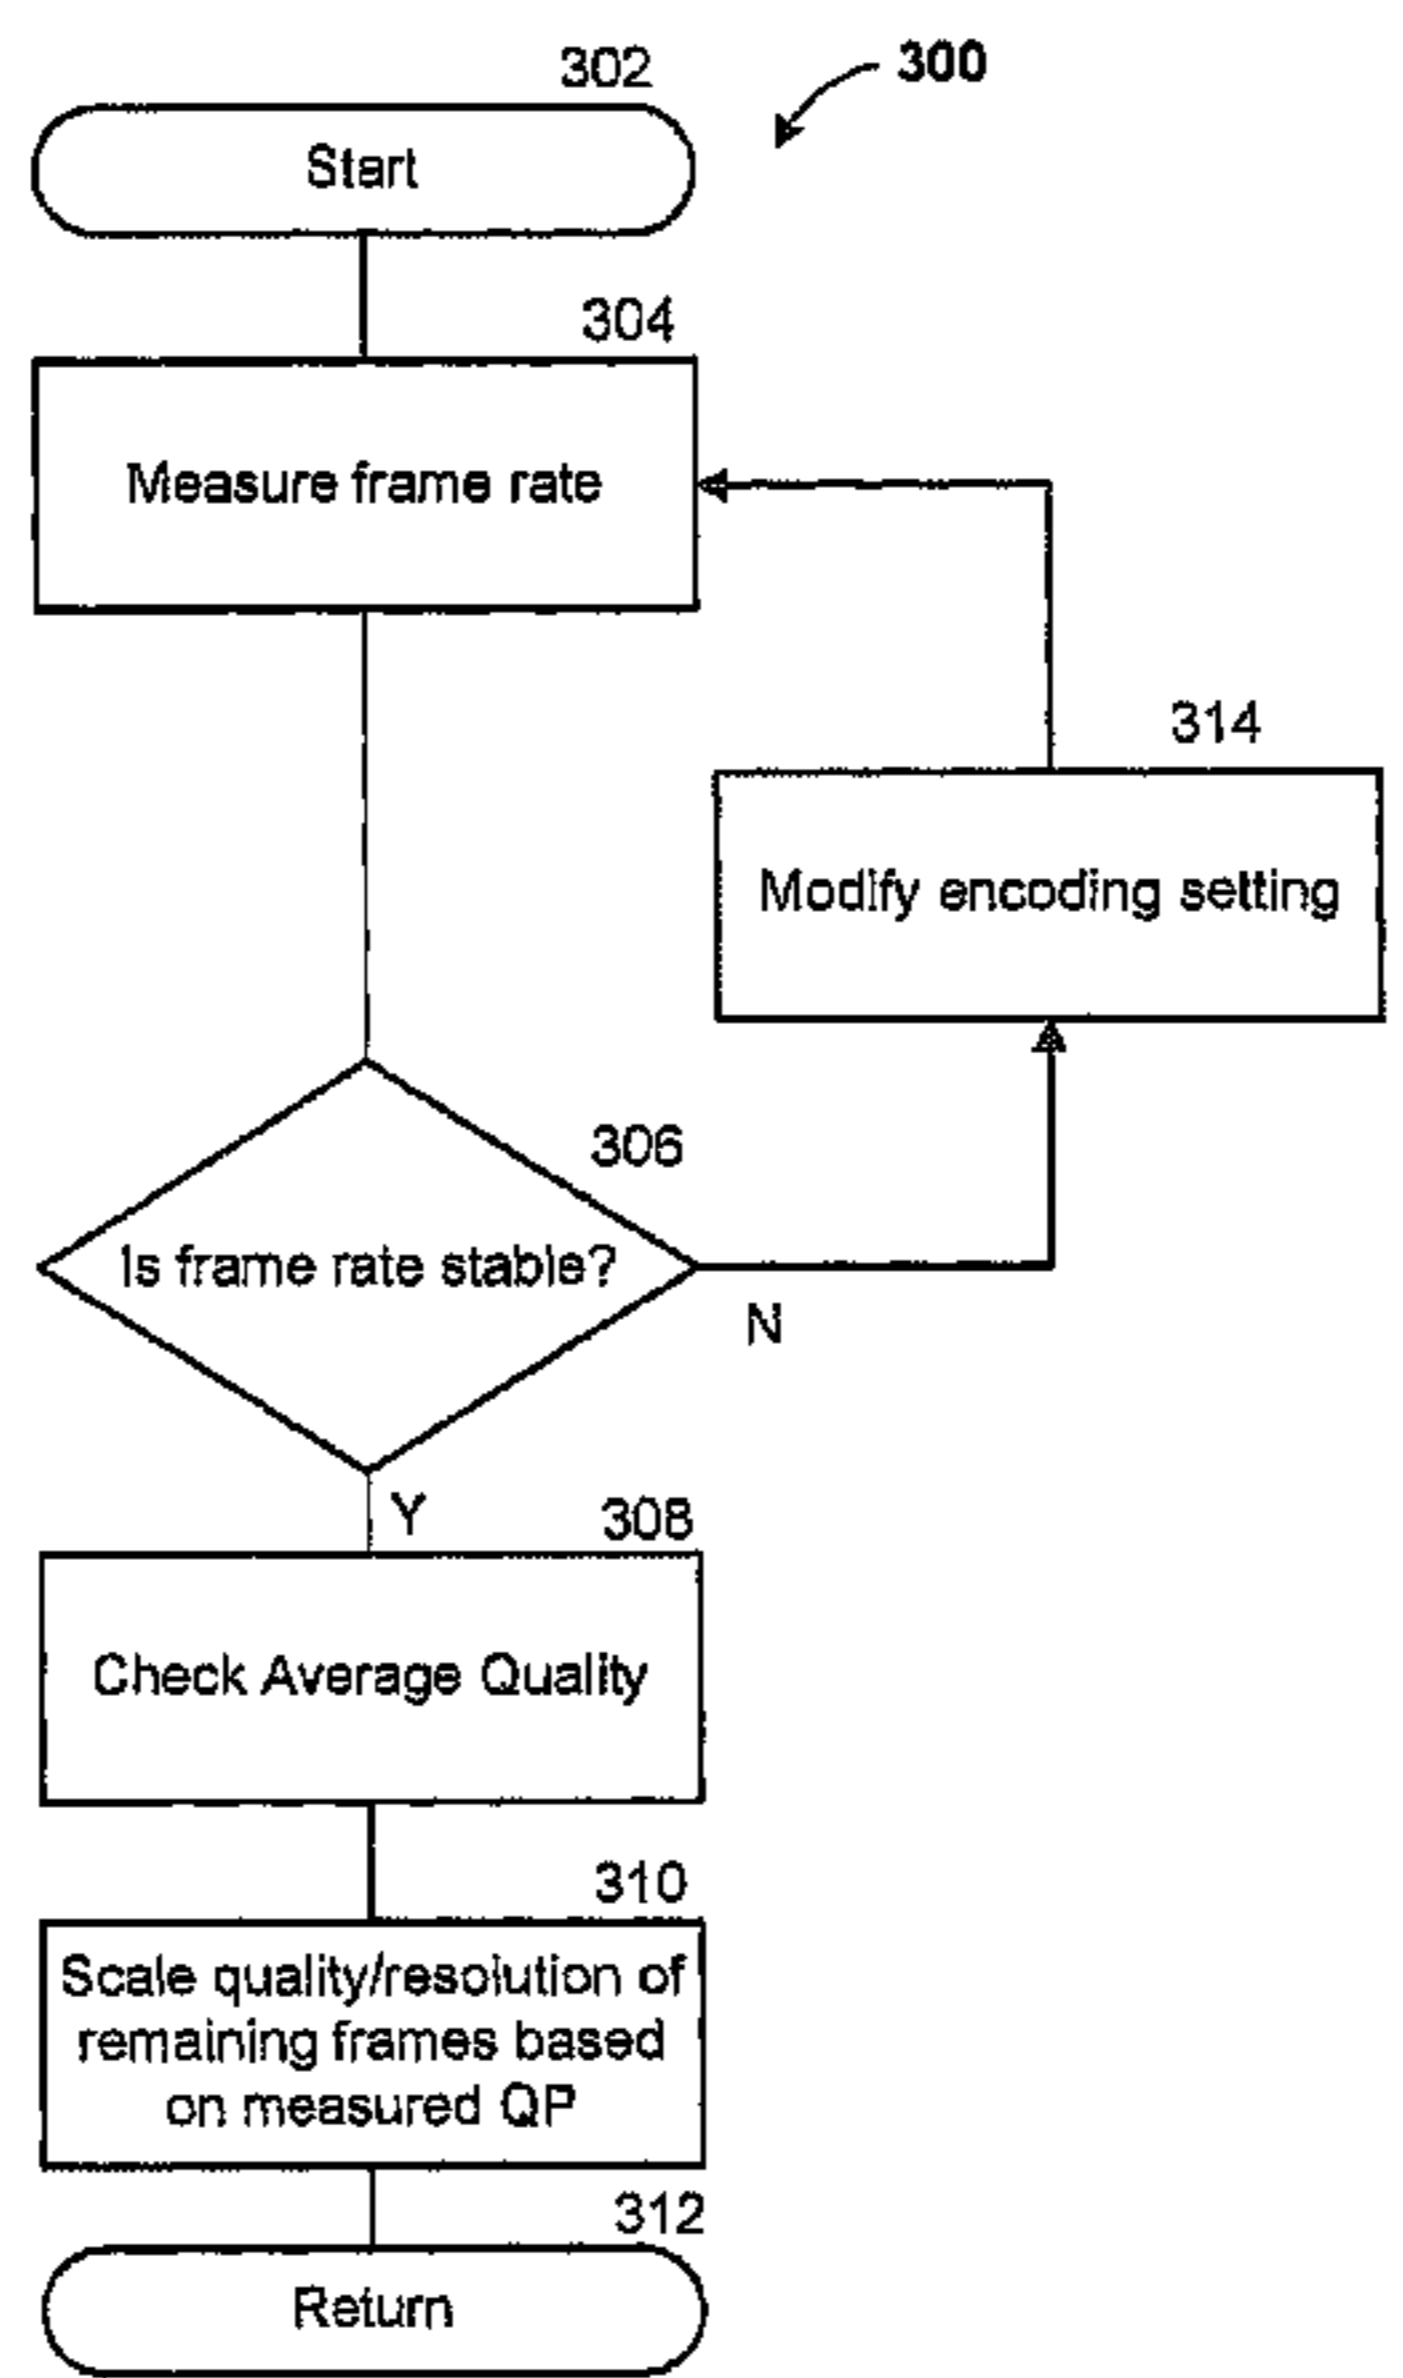 302
300
Start
304
Measure frame rate
314
Modify encoding setting
306
Is frame rate stable?
N
Y
308
Check Average Quality
310
Scale quality/resolution of
remaining frames based
on measured QP
312
Return